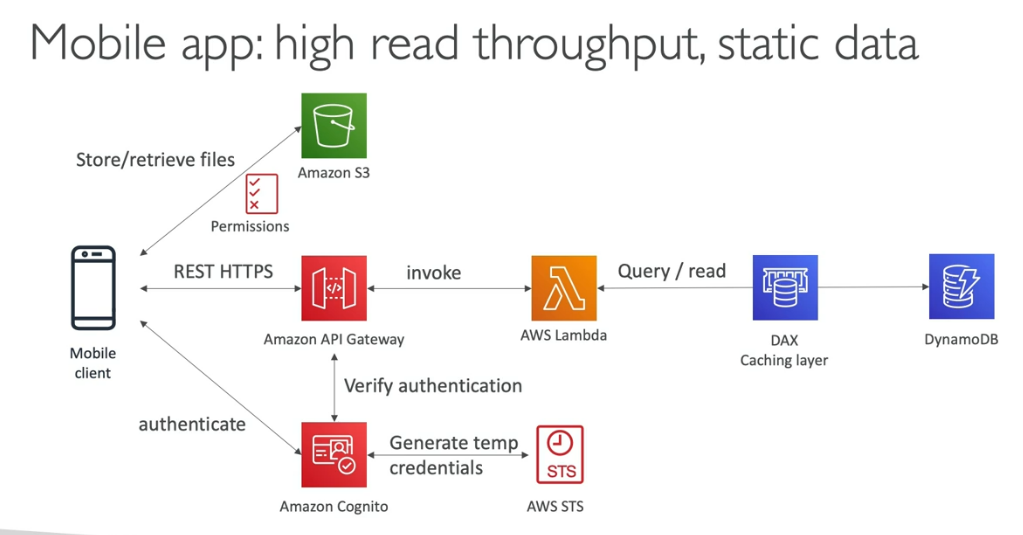 Mobile app: high read throughput, static data
Store/retrieve files
Amazon S3
Permissions
REST HTTPS
invoke
Query / read
Mobile
client
Amazon API Gateway
AWS Lambda
DAX
Caching layer
DynamoDB
Verify authentication
authenticate
Generate temp
credentials
STS
Amazon Cognito
AWS STS